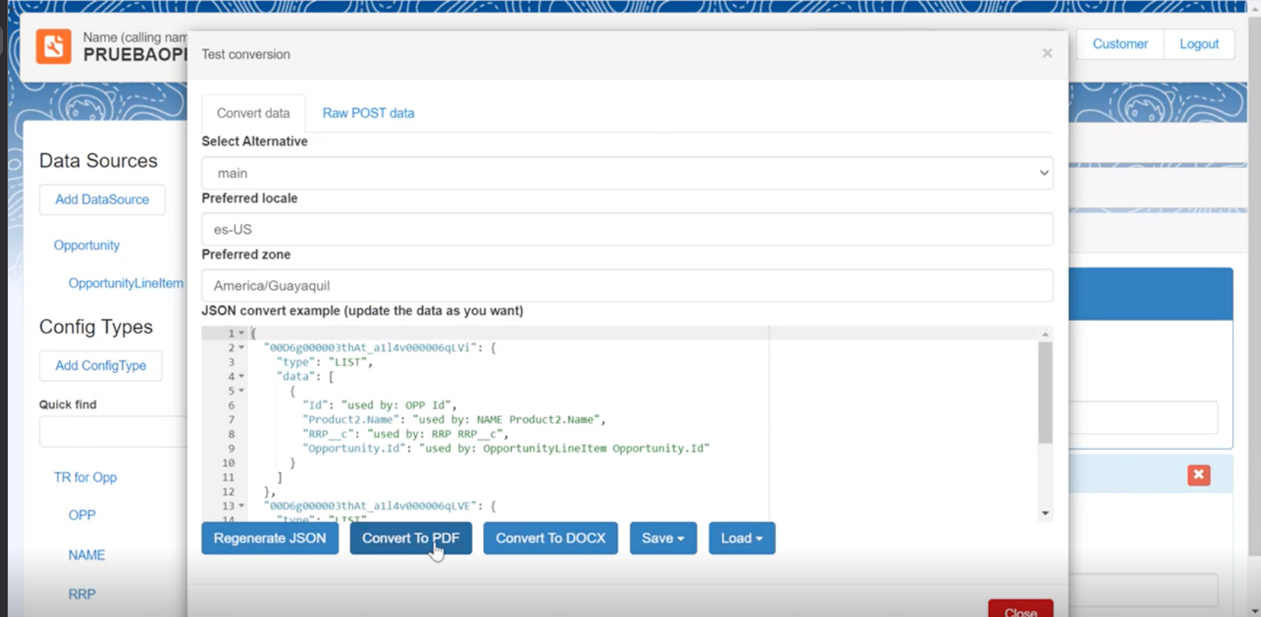 Name (calling nam
PRUEBAOPI
Customer
Logout
Data Sources
Add DataSource
Opportunity
OpportunityLineItem
Config Types
Add ConfigType
Quick find
TR for Opp
OPP
NAME
RRP
Test conversion
×
Convert data
Raw POST data
Select Alternative
main
Preferred locale
es-US
Preferred zone
America/Guayaquil
JSON convert example (update the data as you want)
1 {
2 "00D6g000003thAt_a1l4v000006qLVi": {
3 "type": "LIST",
4 "data": [
5 {
6 "Id": "used by: OPP Id",
7 "Product2.Name": "used by: NAME Product2.Name",
8 "RRP__c": "used by: RRP RRP__c",
9 "Opportunity.Id": "used by: OpportunityLineItem Opportunity.Id"
10 }
11 ]
12 },
13 "00D6g000003thAt_a1l4v000006qLVE": {
14 "type": "LIST"
Regenerate JSON
Convert To PDF
Convert To DOCX
Save
Load
Close